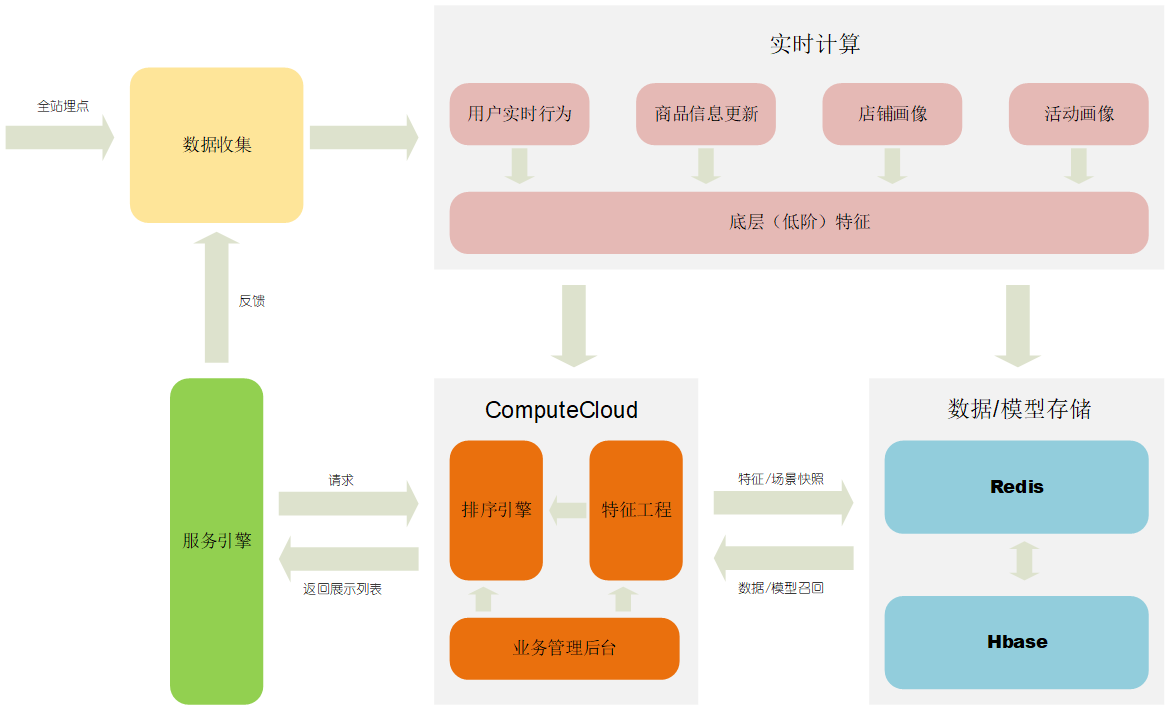 实时计算
全站埋点
数据收集
用户实时行为
商品信息更新
店铺画像
活动画像
底层（低阶）特征
反馈
服务引擎
请求
返回展示列表
ComputeCloud
排序引擎
特征工程
业务管理后台
特征/场景快照
数据/模型召回
数据/模型存储
Redis
Hbase